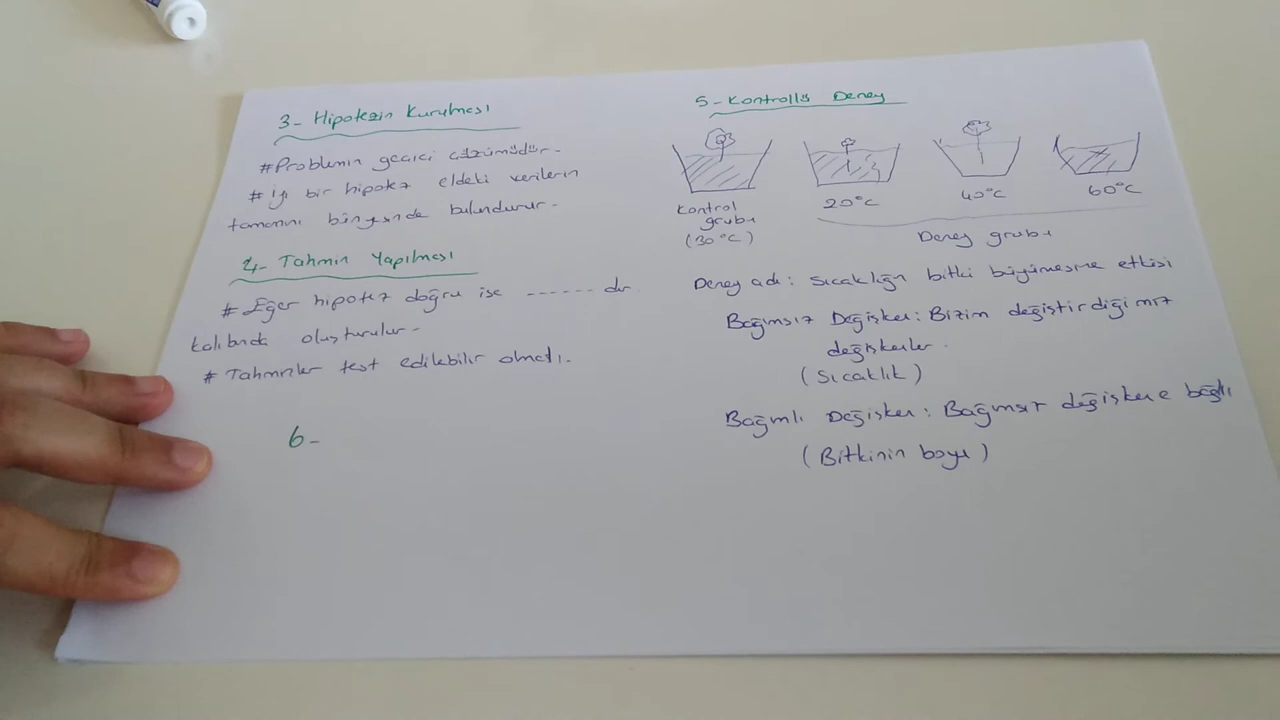 3- Hipotezin Kurulması
#Problemin geçici çözümüdür.
# İyi bir hipotez eldeki verilerin
tamamını bünyesinde bulundurur.
4- Tahmin Yapılması
# Eğer hipotez doğru ise ------ dır
kalıbında oluşturulur.
# Tahminler test edilebilir olmalı.
6-
5- Kontrollü Deney
Kontrol
grubu
(30°C)
20°C
40°C
60°C
Deney grubu
Deney adı: Sıcaklığın bitki büyümesine etkisi
Bağımsız Değişken: Bizim değiştirdiğimiz
değişkenler.
(Sıcaklık)
Bağımlı Değişken: Bağımsız değişkene bağlı
(Bitkinin boyu)